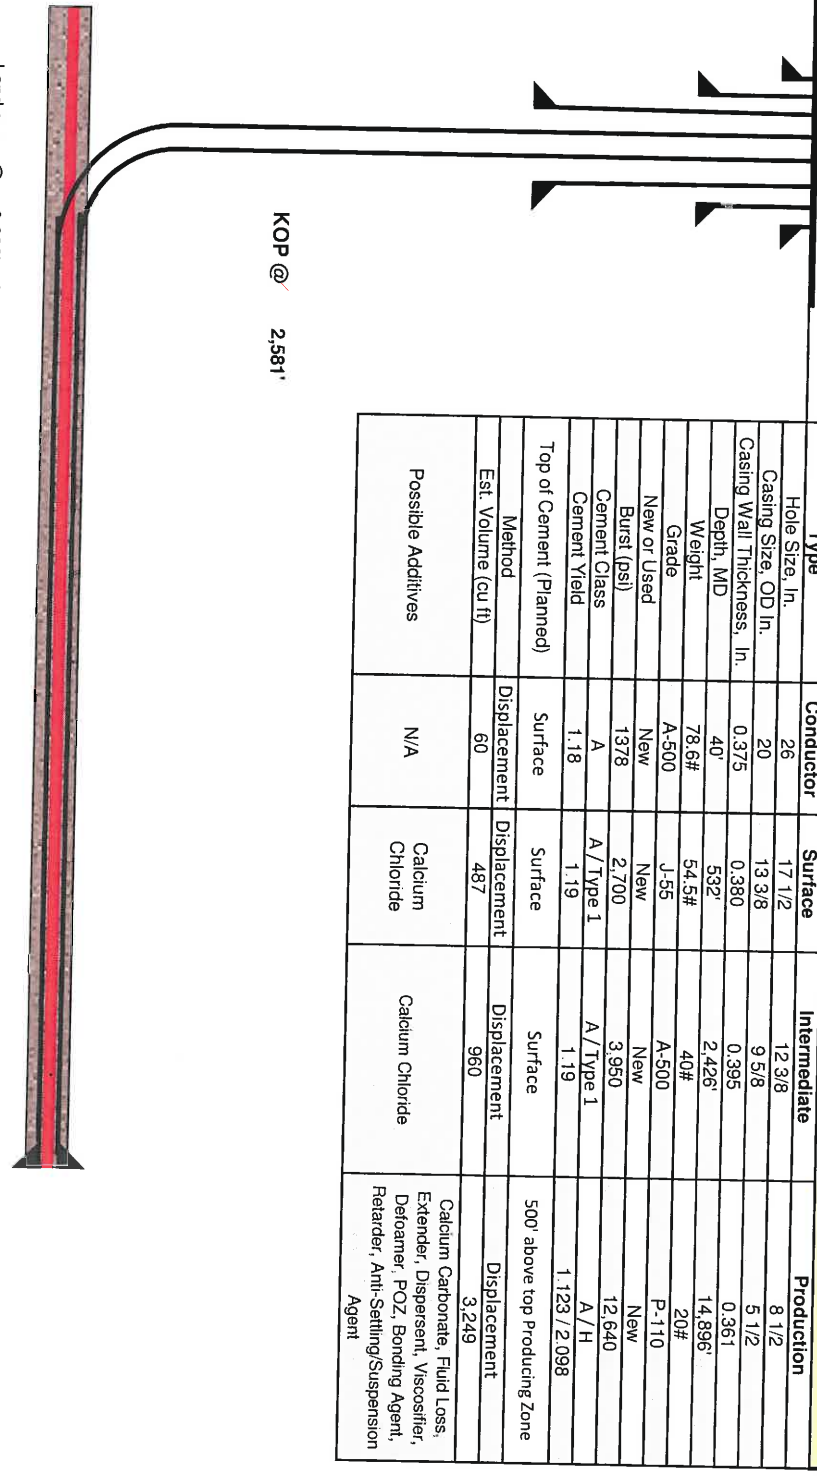 Type Conductor Surface Intermediate Production
Hole Size, In. 26 17 1/2 12 3/8 8 1/2
Casing Size, OD In. 20 13 3/8 9 5/8 5 1/2
Casing Wall Thickness, In. 0.375 0.380 0.395 0.361
Depth, MD 40' 532' 2,426' 14,896'
Weight 78.6# 54.5# 40# 20#
Grade A-500 J-55 A-500 P-110
New or Used New New New New
Burst (psi) 1378 2,700 3,950 12,640
Cement Class A A / Type 1 A / Type 1 A / H
Cement Yield 1.18 1.19 1.19 1.123 / 2.098
Top of Cement (Planned) Surface Surface Surface 500' above top Producing Zone
Method Displacement Displacement Displacement Displacement
Est. Volume (cu ft) 60 487 960 3,249
Possible Additives N/A
Calcium
Chloride
Calcium Chloride
Calcium Carbonate, Fluid Loss,
Extender, Dispersent, Viscosifier,
Defoamer, POZ, Bonding Agent,
Retarder, Anti-Settling/Suspension
Agent
KOP @ 2,581'